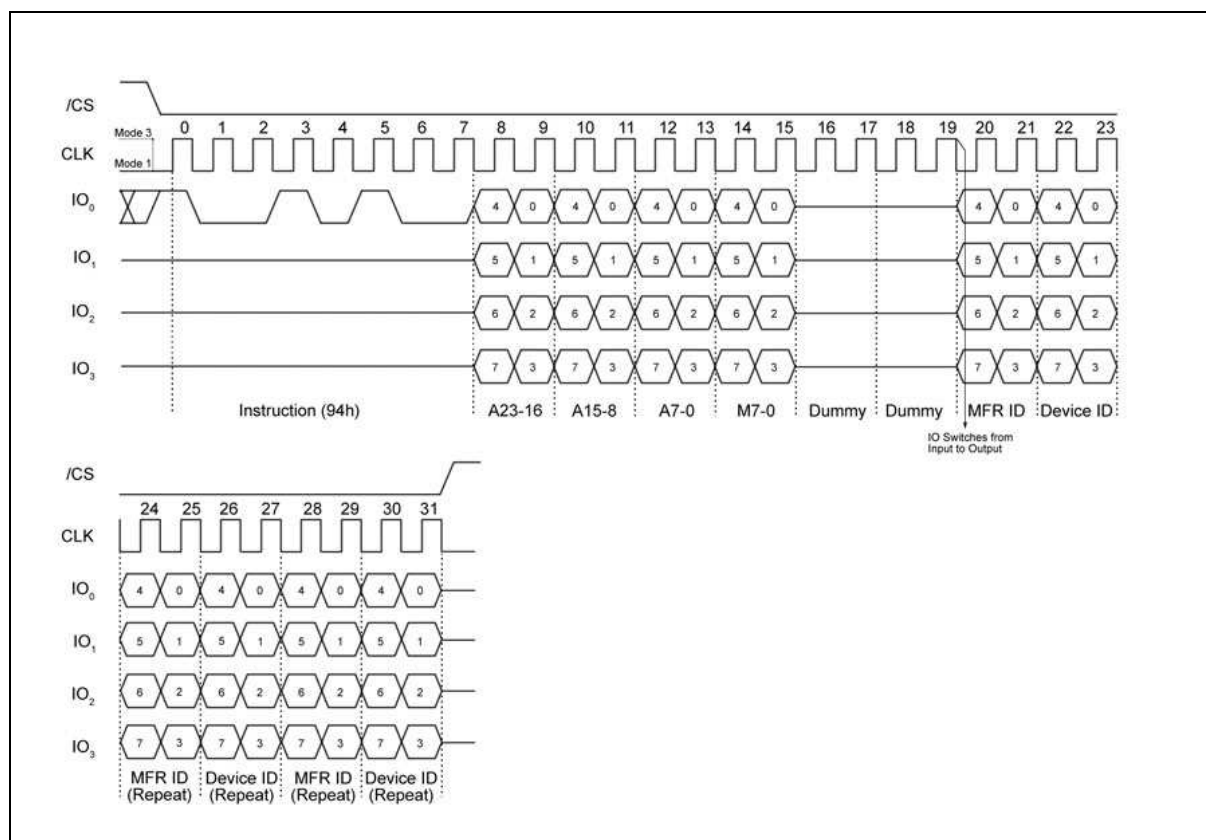 /CS
Mode 3 0 1 2 3 4 5 6 7 8 9 10 11 12 13 14 15 16 17 18 19 20 21 22 23
CLK
Mode 1
IO0 4 0 4 0 4 0 4 0 4 0 4 0
IO1 5 1 5 1 5 1 5 1 5 1 5 1
IO2 6 2 6 2 6 2 6 2 6 2 6 2
IO3 7 3 7 3 7 3 7 3 7 3 7 3
Instruction (94h) A23-16 A15-8 A7-0 M7-0 Dummy Dummy MFR ID Device ID
IO Switches from
Input to Output
/CS
24 25 26 27 28 29 30 31
CLK
IO0 4 0 4 0 4 0 4 0
IO1 5 1 5 1 5 1 5 1
IO2 6 2 6 2 6 2 6 2
IO3 7 3 7 3 7 3 7 3
MFR ID Device ID MFR ID Device ID
(Repeat) (Repeat) (Repeat) (Repeat)